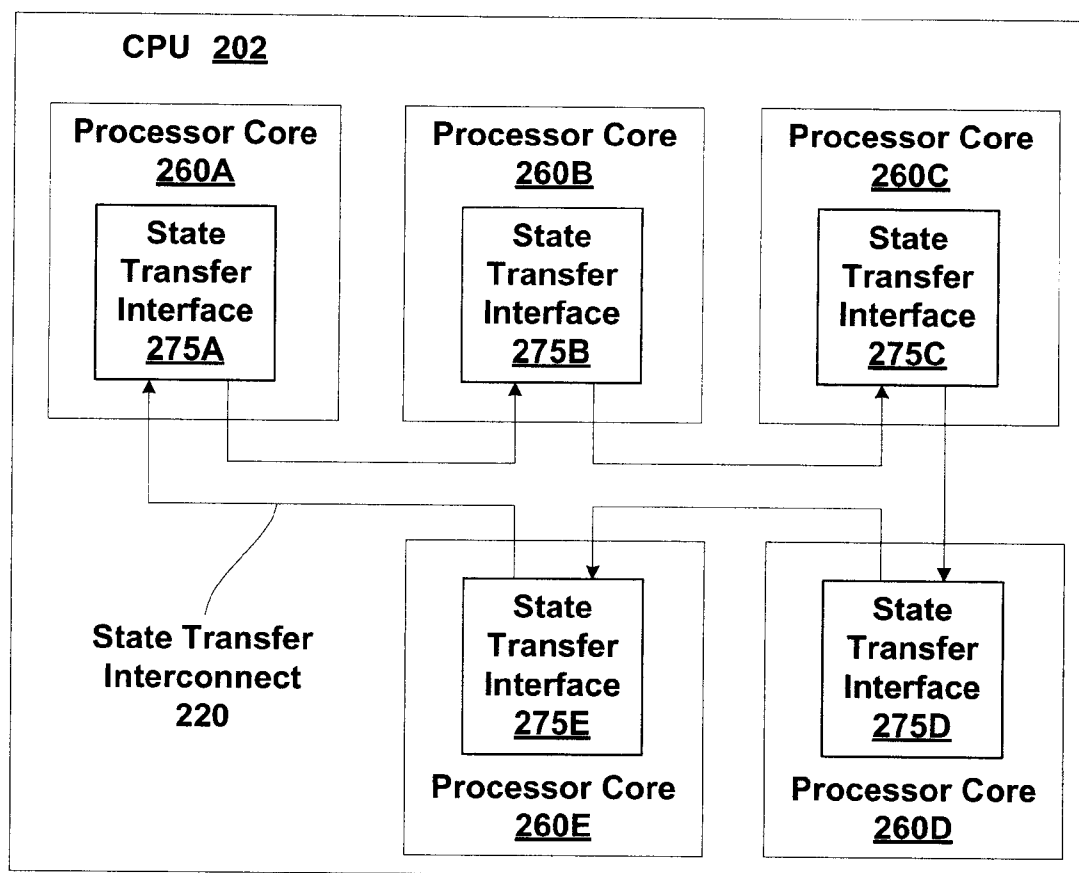 CPU 202
Processor Core
260A
State
Transfer
Interface
275A
Processor Core
260B
State
Transfer
Interface
275B
Processor Core
260C
State
Transfer
Interface
275C
State Transfer
Interconnect
220
State
Transfer
Interface
275E
Processor Core
260E
State
Transfer
Interface
275D
Processor Core
260D